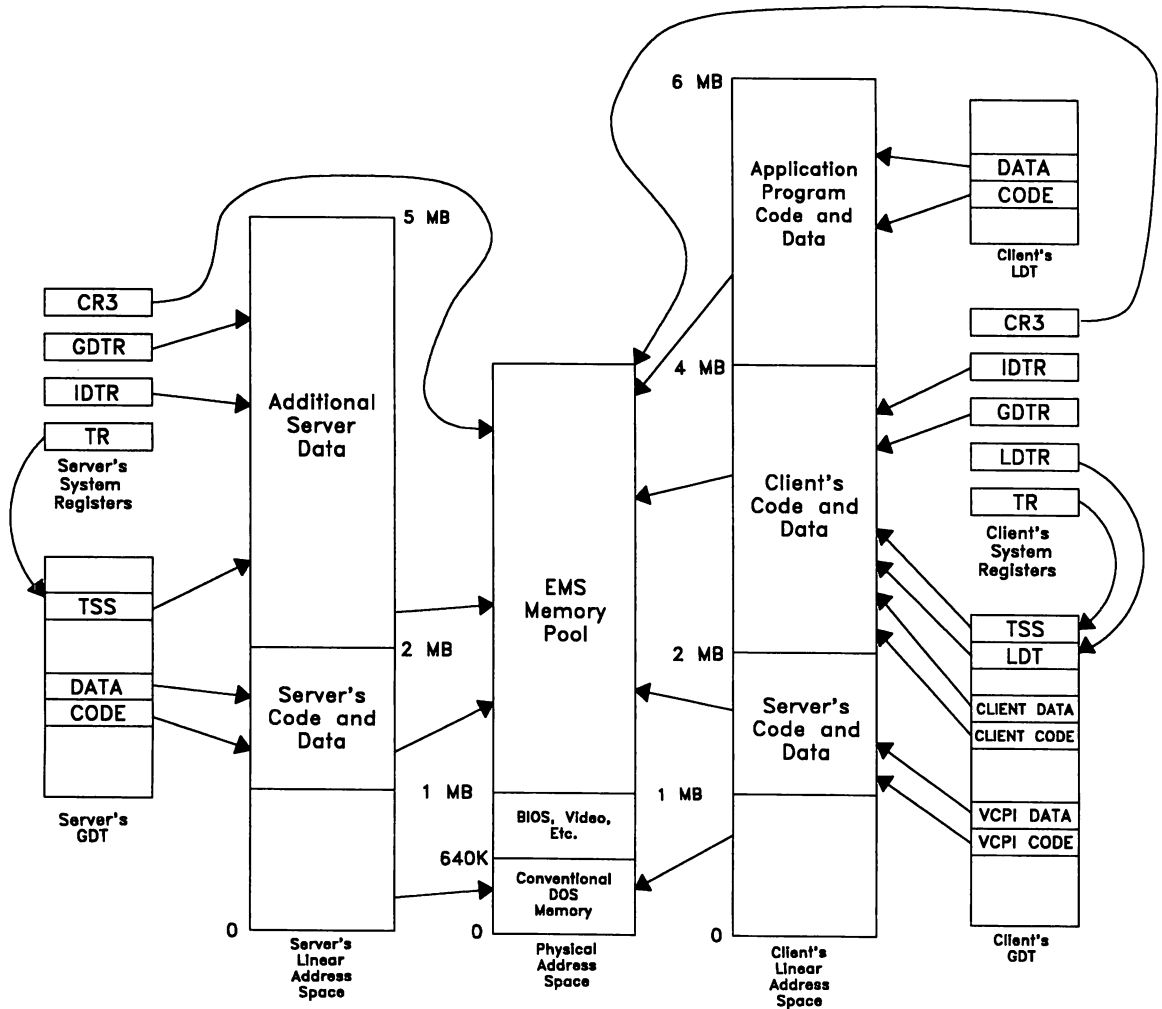 CR3
GDTR
IDTR
TR
Server's
System
Registers
TSS
DATA
CODE
Server's
GDT
5 MB
Additional
Server
Data
2 MB
Server's
Code and
Data
1 MB
0
Server's
Linear
Address
Space
EMS
Memory
Pool
BIOS, Video,
Etc.
640K
Conventional
DOS
Memory
0
Physical
Address
Space
6 MB
Application
Program
Code and
Data
4 MB
Client's
Code and
Data
2 MB
Server's
Code and
Data
1 MB
0
Client's
Linear
Address
Space
DATA
CODE
Client's
LDT
CR3
IDTR
GDTR
LDTR
TR
Client's
System
Registers
TSS
LDT
CLIENT DATA
CLIENT CODE
VCPI DATA
VCPI CODE
Client's
GDT